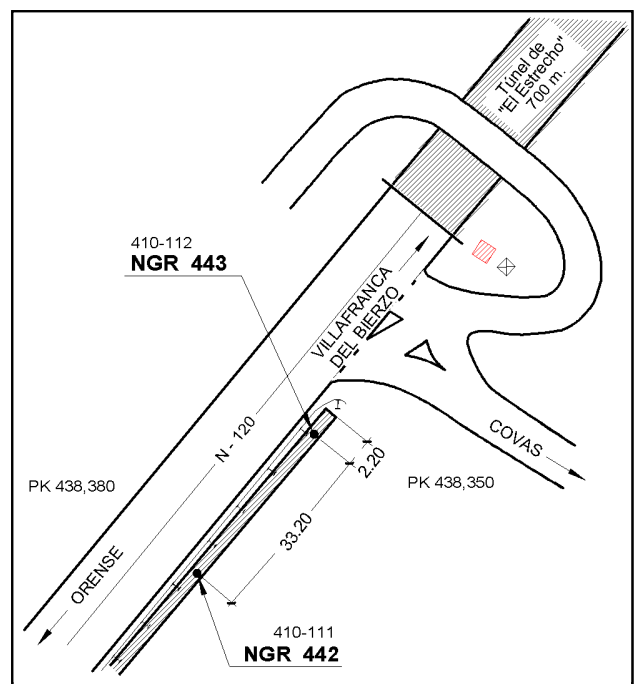 Túnel de
"El Estrecho"
700 m.
410-112
NGR 443
VILLAFRANCA
DEL BIERZO
N - 120
COVAS
2.20
PK 438,380
PK 438,350
33.20
ORENSE
410-111
NGR 442